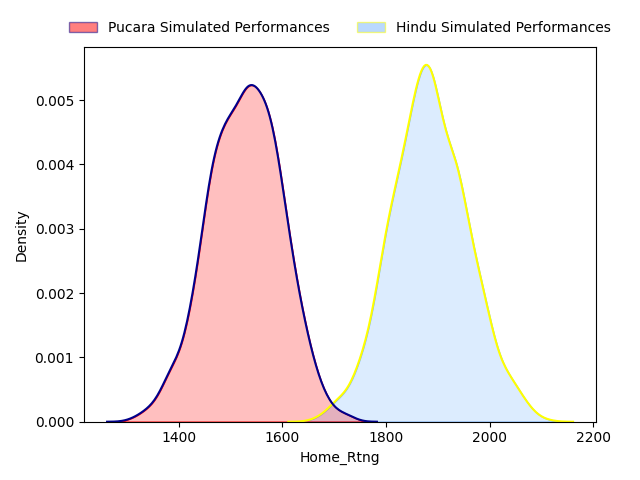 Pucara Simulated Performances
Hindu Simulated Performances
0.005
0.004
0.003
0.002
0.001
0.000
Density
1400 1600 1800 2000 2200
Home_Rtng